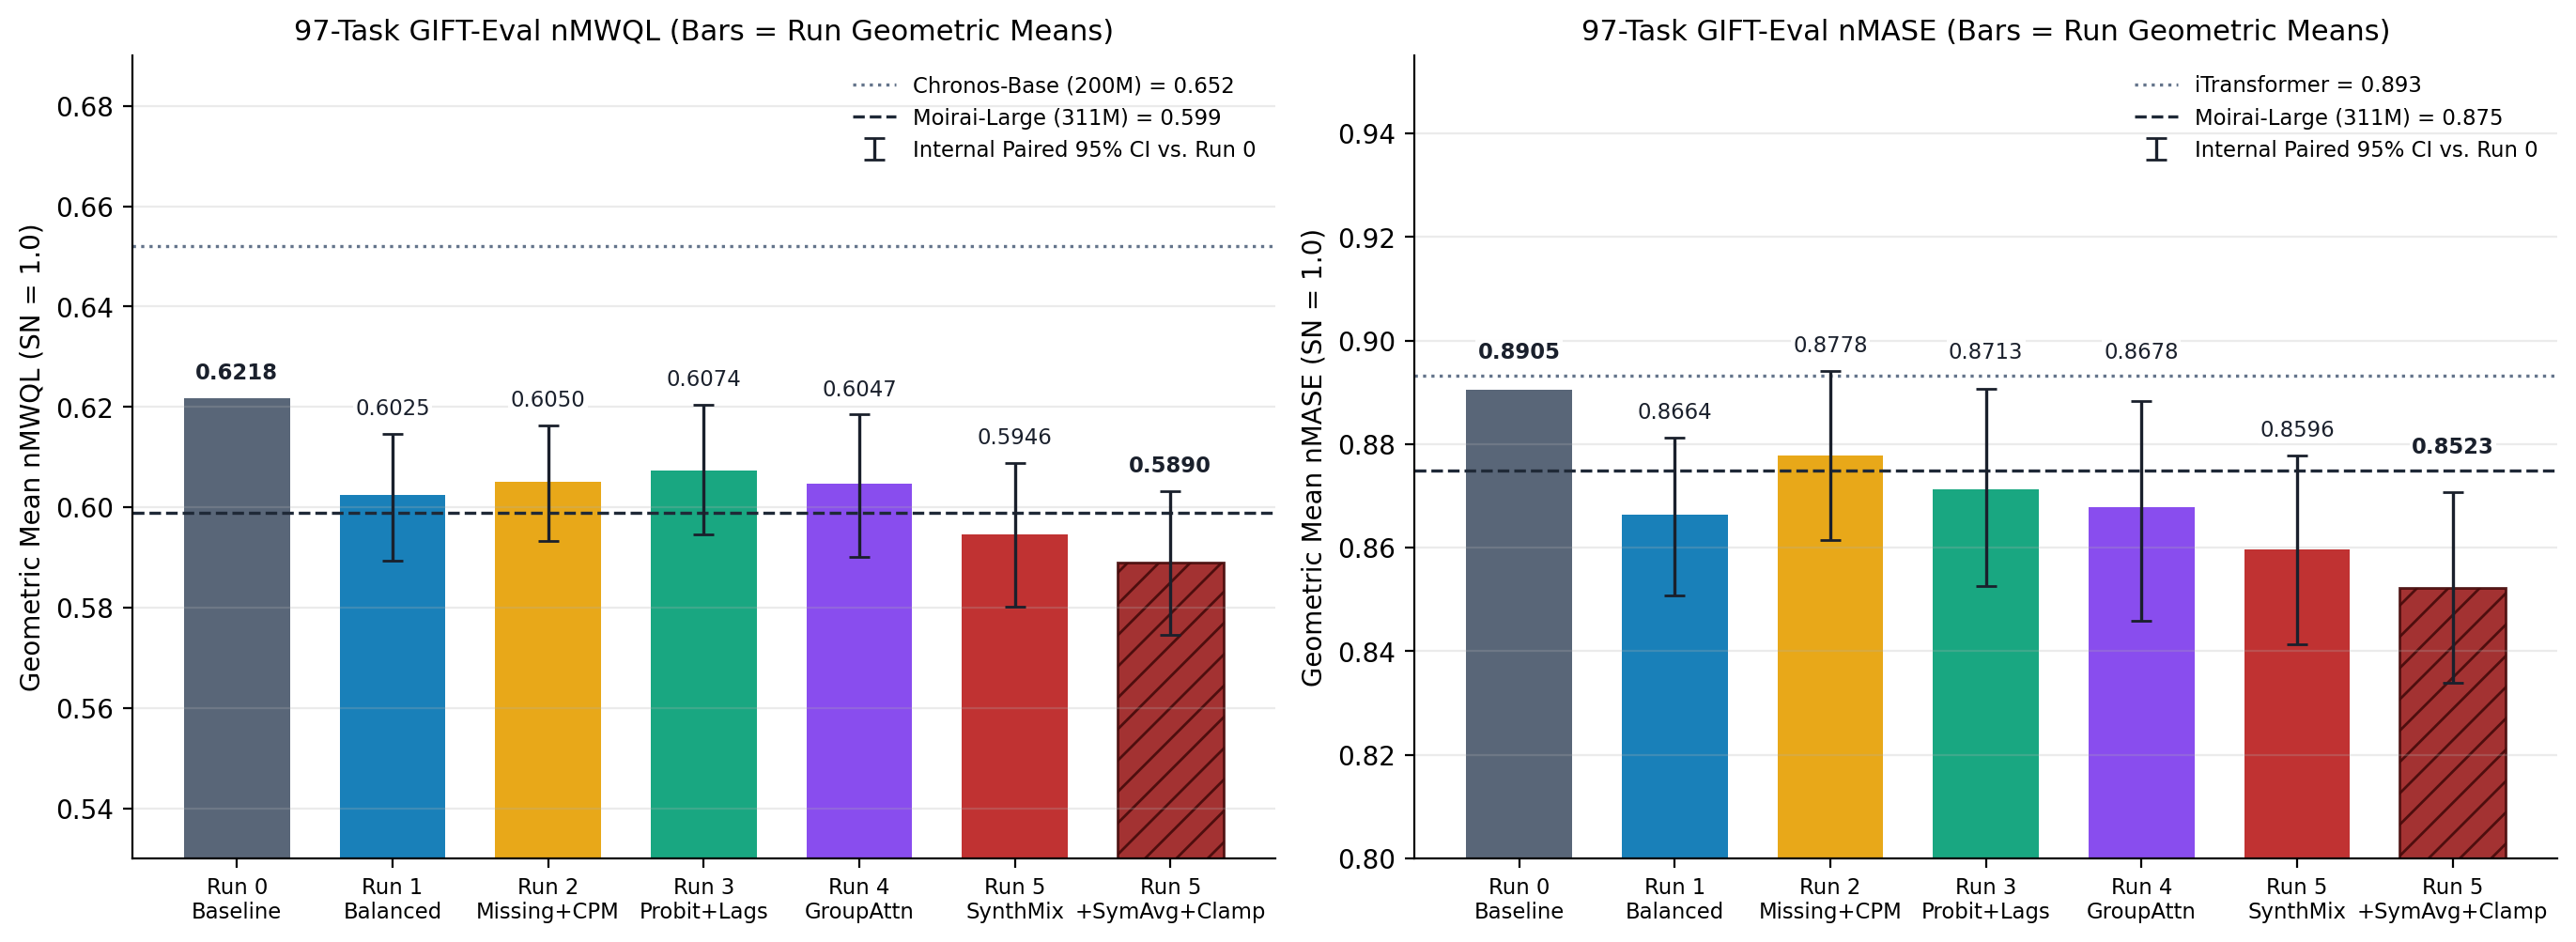 97-Task GIFT-Eval nMWQL (Bars = Run Geometric Means)
Geometric Mean nMWQL (SN = 1.0)
0.68
0.66
0.64
0.62
0.60
0.58
0.56
0.54
Chronos-Base (200M) = 0.652
Moirai-Large (311M) = 0.599
Internal Paired 95% CI vs. Run 0
0.6218
0.6025
0.6050
0.6074
0.6047
0.5946
0.5890
Run 0
Baseline
Run 1
Balanced
Run 2
Missing+CPM
Run 3
Probit+Lags
Run 4
GroupAttn
Run 5
SynthMix
Run 5
+SymAvg+Clamp
97-Task GIFT-Eval nMASE (Bars = Run Geometric Means)
Geometric Mean nMASE (SN = 1.0)
0.94
0.92
0.90
0.88
0.86
0.84
0.82
0.80
iTransformer = 0.893
Moirai-Large (311M) = 0.875
Internal Paired 95% CI vs. Run 0
0.8905
0.8664
0.8778
0.8713
0.8678
0.8596
0.8523
Run 0
Baseline
Run 1
Balanced
Run 2
Missing+CPM
Run 3
Probit+Lags
Run 4
GroupAttn
Run 5
SynthMix
Run 5
+SymAvg+Clamp